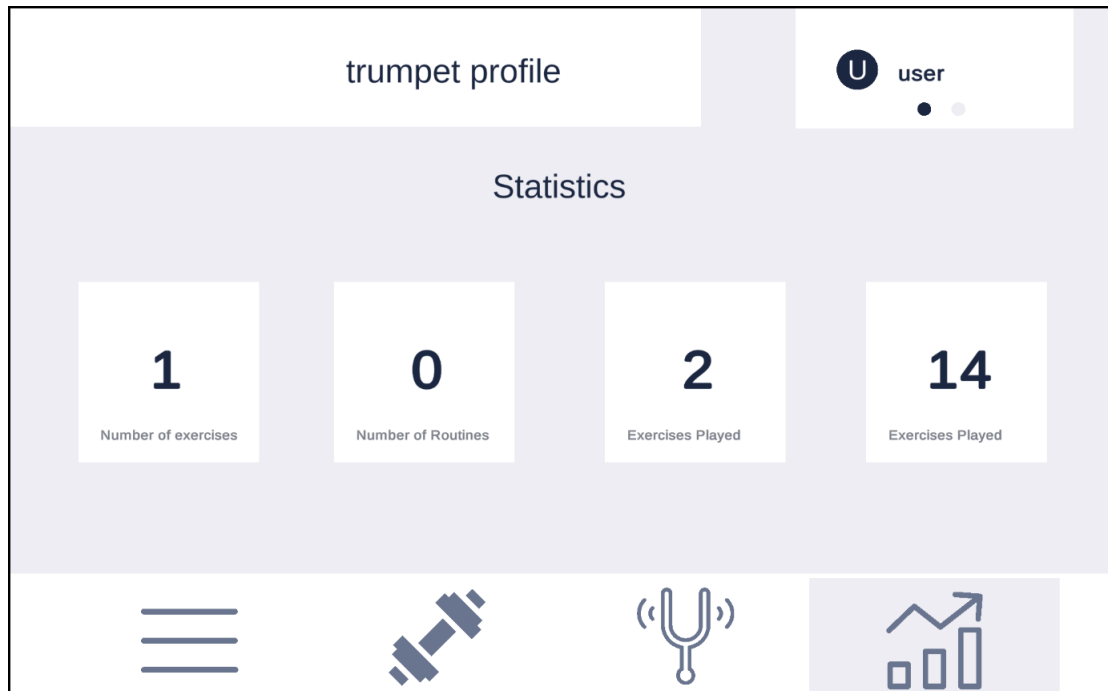 trumpet profile
U
user
Statistics
1
Number of exercises
0
Number of Routines
2
Exercises Played
14
Exercises Played